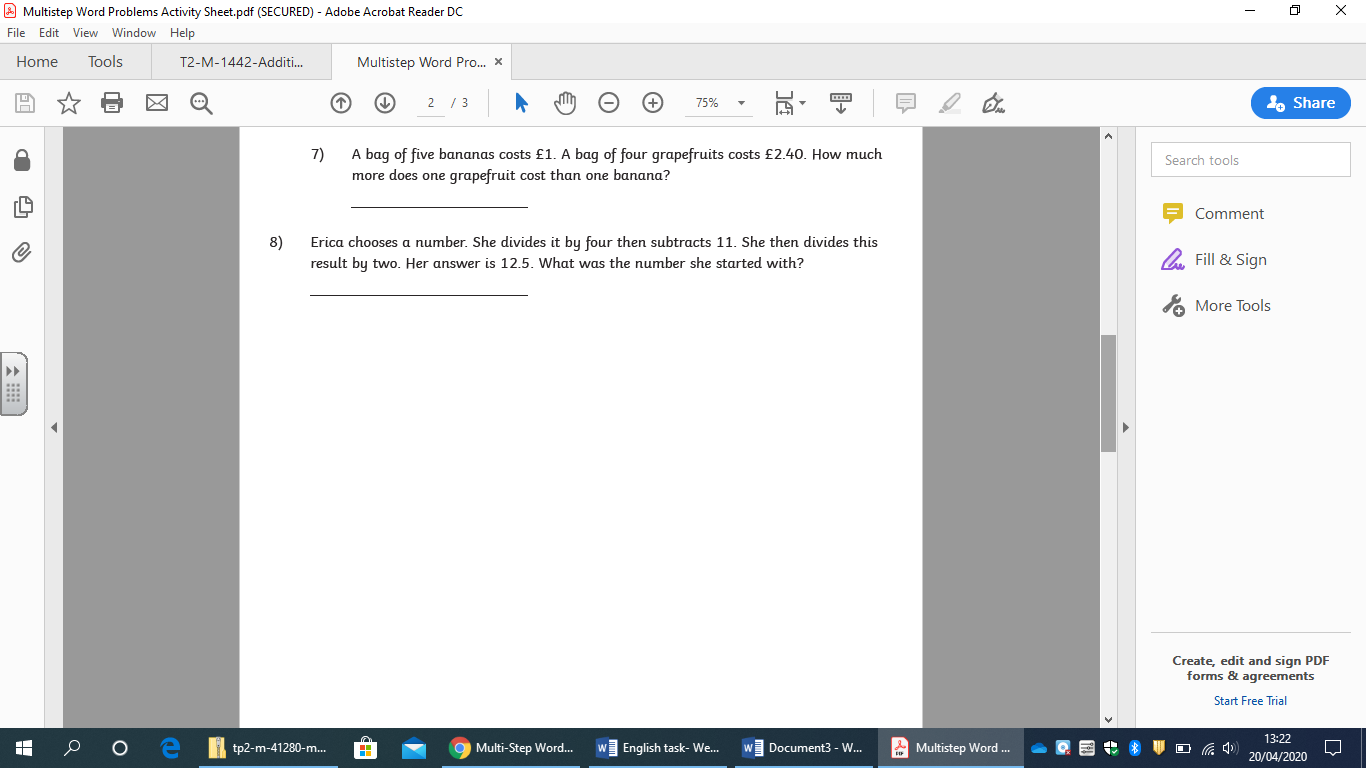 Multistep Word Problems Activity Sheet.pdf (SECURED) - Adobe Acrobat Reader DC
File Edit View Window Help
Home Tools T2-M-1442-Additi... Multistep Word Pro... ×
2 / 3 75% Share
7) A bag of five bananas costs £1. A bag of four grapefruits costs £2.40. How much
more does one grapefruit cost than one banana?
8) Erica chooses a number. She divides it by four then subtracts 11. She then divides this
result by two. Her answer is 12.5. What was the number she started with?
Search tools
Comment
Fill & Sign
More Tools
Create, edit and sign PDF
forms & agreements
Start Free Trial
tp2-m-41280-m... Multi-Step Word... English task- We... Document3 - W... Multistep Word ... 13:22
20/04/2020